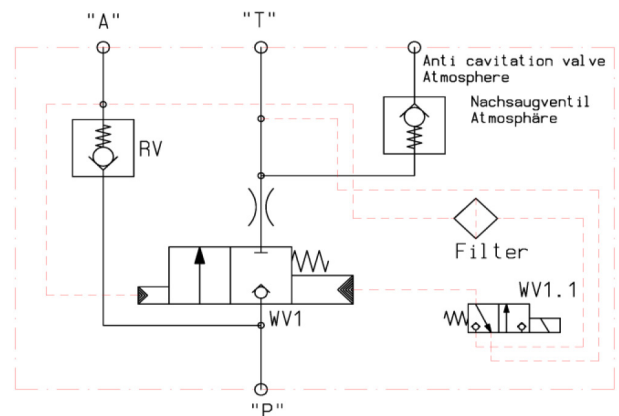 "A"
"T"
Anti cavitation valve
Atmosphere
Nachsaugventil
Atmosphäre
RV
Filter
WV1.1
WV1
"P"